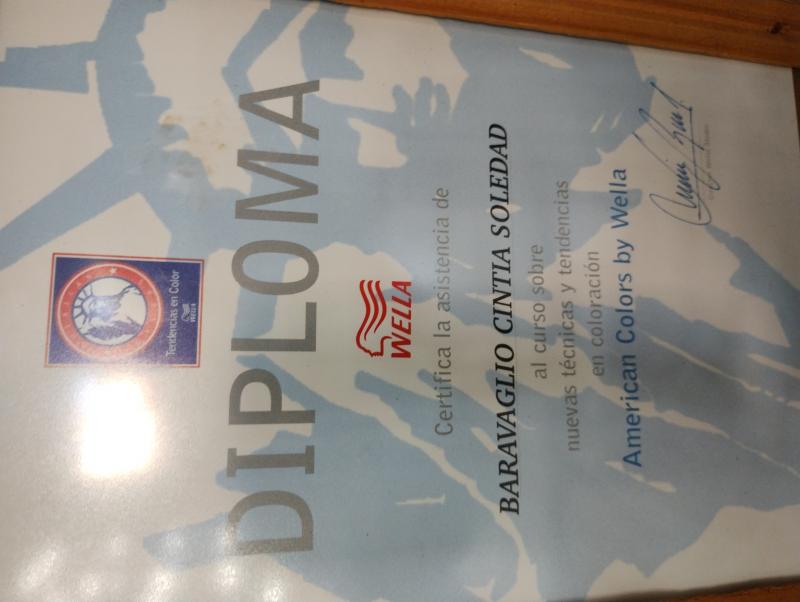 Tendencias en Color
WELLA
DIPLOMA
WELLA
Certifica la asistencia de
BARAVAGLIO CINTIA SOLEDAD
al curso sobre
nuevas técnicas y tendencias
en coloración
American Colors by Wella